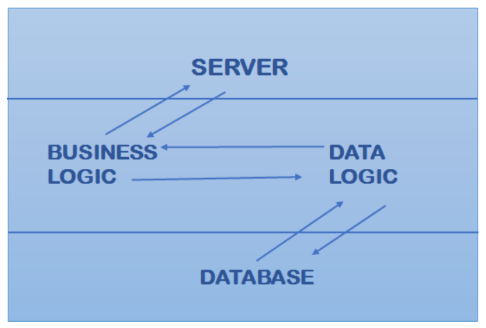 SERVER
BUSINESS
LOGIC
DATA
LOGIC
DATABASE